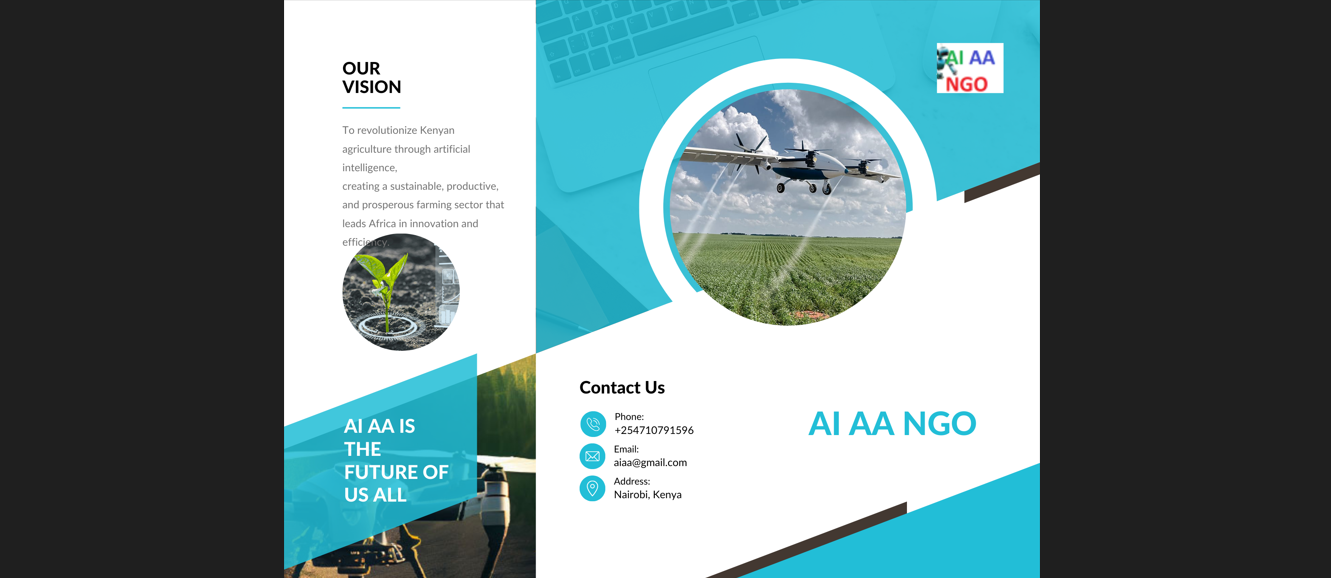 OUR
VISION
To revolutionize Kenyan
agriculture through artificial
intelligence,
creating a sustainable, productive,
and prosperous farming sector that
leads Africa in innovation and
efficiency.
AI AA IS
THE
FUTURE OF
US ALL
Contact Us
Phone:
+254710791596
Email:
aiaa@gmail.com
Address:
Nairobi, Kenya
AI AA
NGO
AI AA NGO